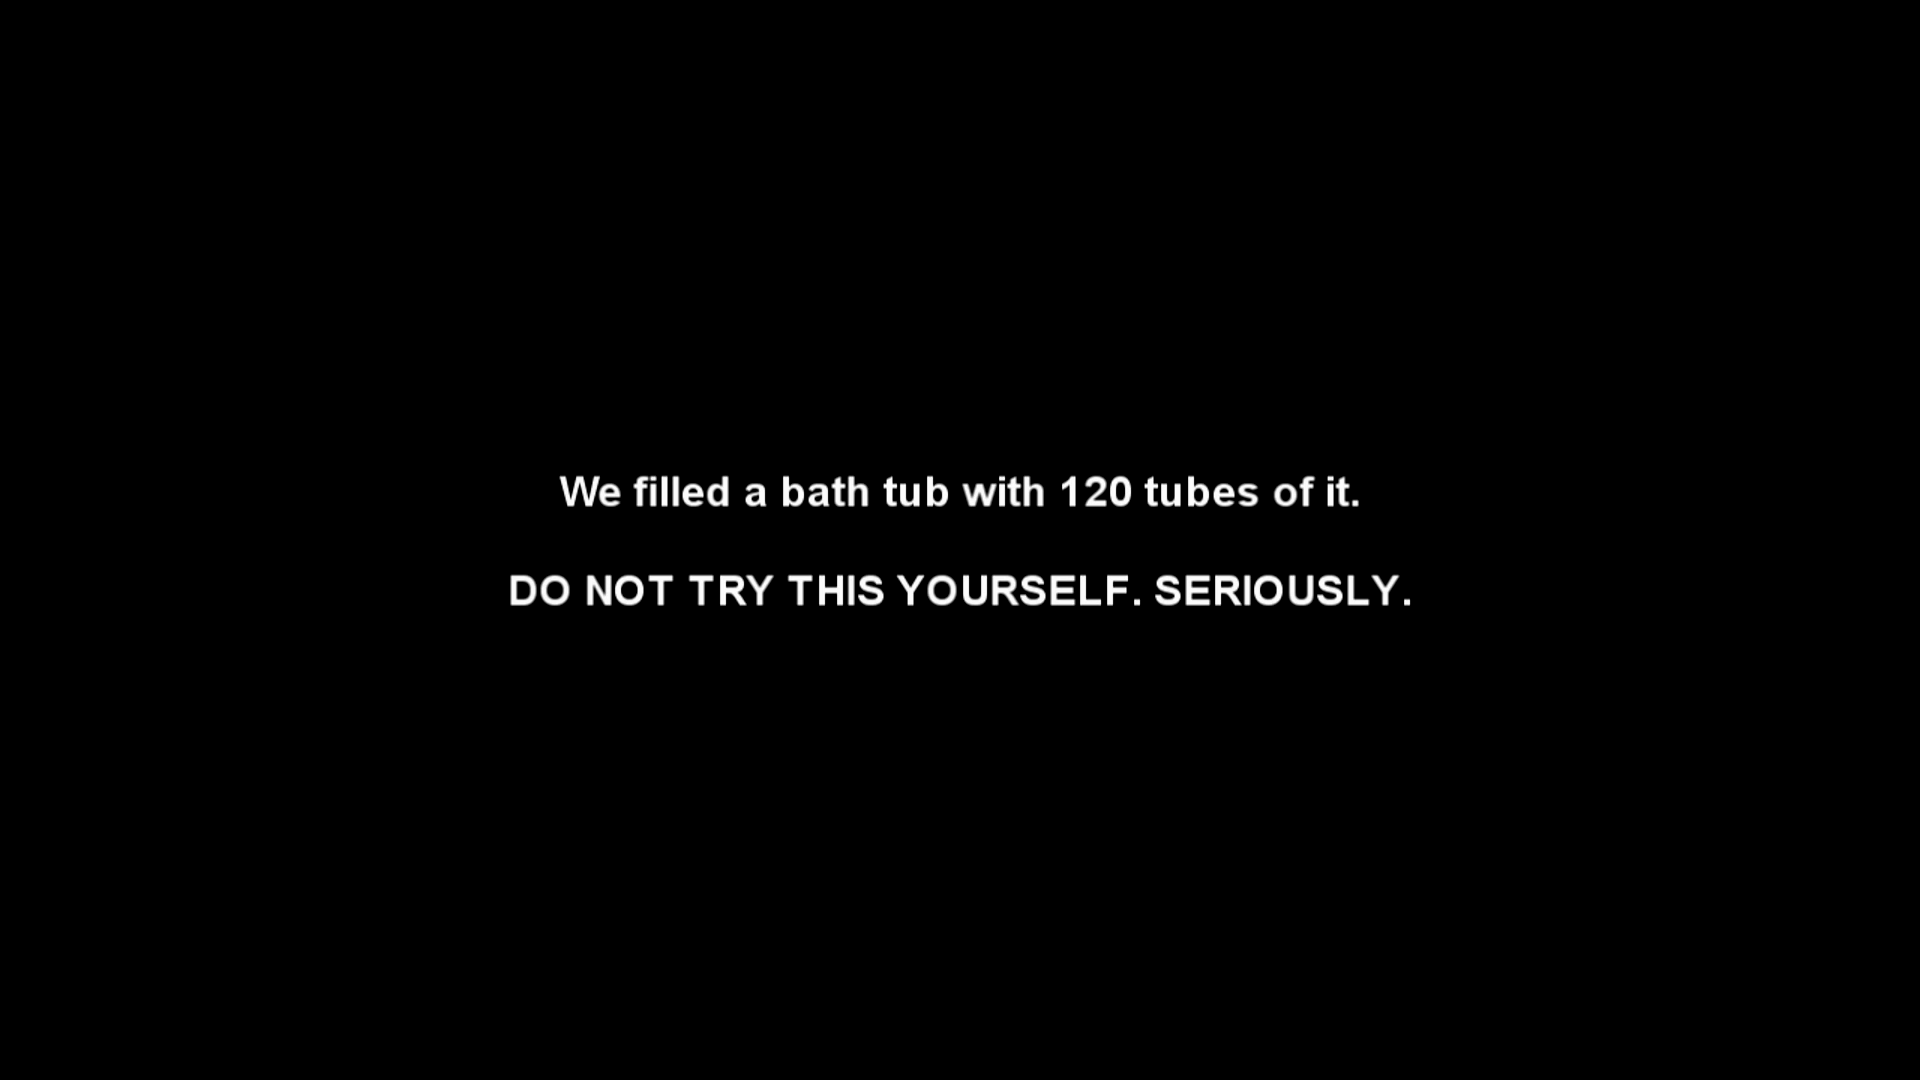 We filled a bath tub with 120 tubes of it.
DO NOT TRY THIS YOURSELF. SERIOUSLY.